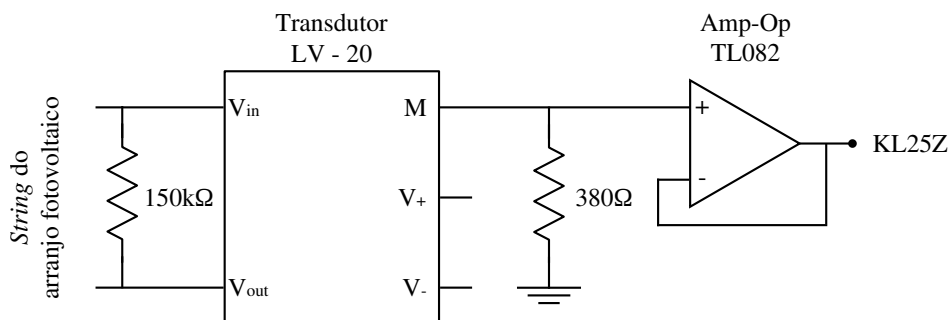 Transdutor
LV - 20
Amp-Op
TL082
String do
arranjo fotovoltaico
150kΩ
Vin
Vout
M
V+
V-
380Ω
+
-
KL25Z